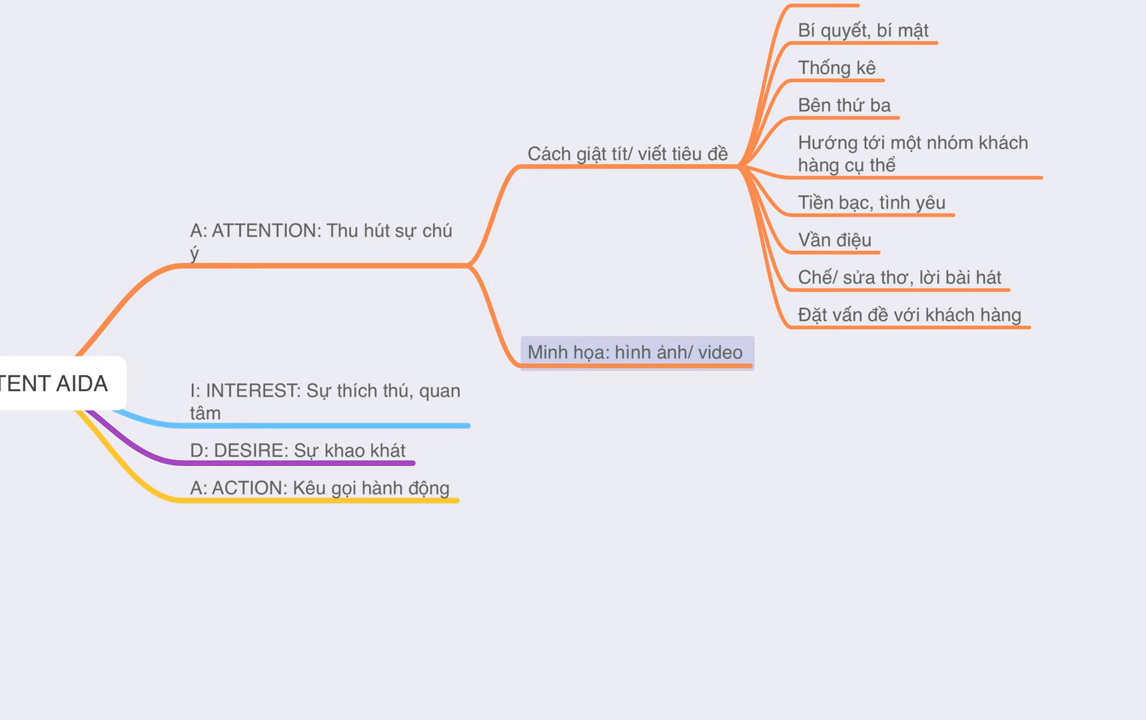 Bí quyết, bí mật
Thống kê
Bên thứ ba
Hướng tới một nhóm khách
hàng cụ thể
Cách giật tít/ viết tiêu đề
Tiền bạc, tình yêu
Vần điệu
Chế/ sửa thơ, lời bài hát
Đặt vấn đề với khách hàng
A: ATTENTION: Thu hút sự chú
ý
Minh họa: hình ảnh/ video
TENT AIDA
I: INTEREST: Sự thích thú, quan
tâm
D: DESIRE: Sự khao khát
A: ACTION: Kêu gọi hành động